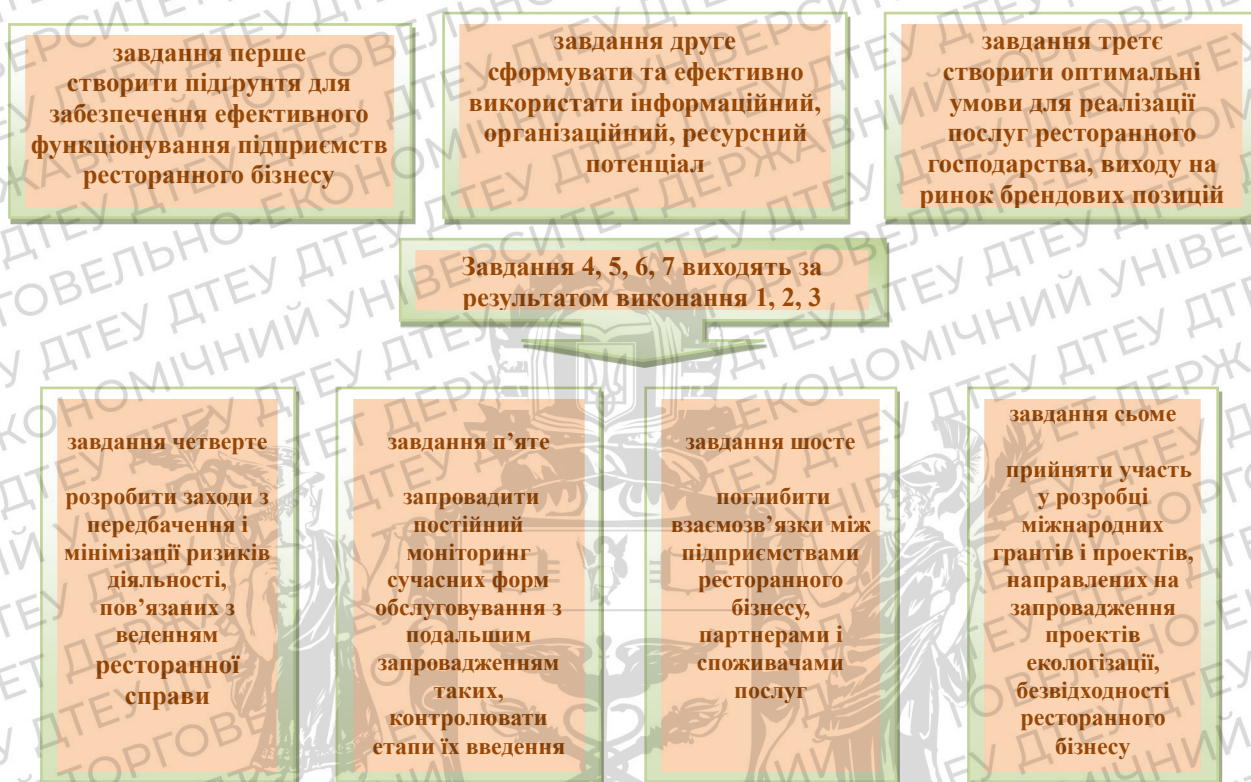 завдання перше
створити підґрунтя для
забезпечення ефективного
функціонування підприємств
ресторанного бізнесу
завдання друге
сформувати та ефективно
використати інформаційний,
організаційний, ресурсний
потенціал
завдання третє
створити оптимальні
умови для реалізації
послуг ресторанного
господарства, виходу на
ринок брендових позицій
Завдання 4, 5, 6, 7 виходять за
результатом виконання 1, 2, 3
завдання четверте
розробити заходи з
передбачення і
мінімізації ризиків
діяльності,
пов’язаних з
веденням
ресторанної
справи
завдання п’яте
запровадити
постійний
моніторинг
сучасних форм
обслуговування з
подальшим
запровадженням
таких,
контролювати
етапи їх введення
завдання шосте
поглибити
взаємозв’язки між
підприємствами
ресторанного
бізнесу,
партнерами і
споживачами
послуг
завдання сьоме
прийняти участь
у розробці
міжнародних
грантів і проектів,
направлених на
запровадження
проектів
екологізації,
безвідходності
ресторанного
бізнесу